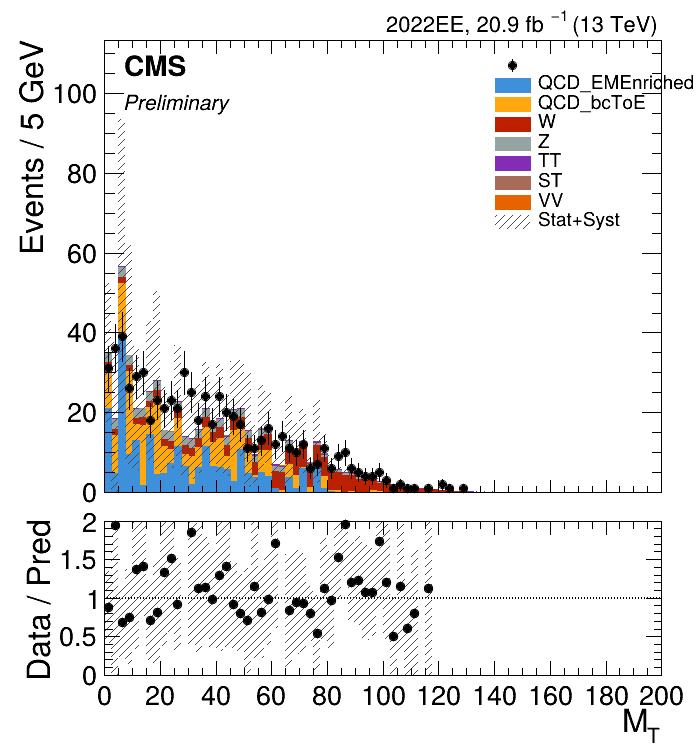 2022EE, 20.9 fb⁻¹ (13 TeV)
Events / 5 GeV
CMS
Preliminary
QCD_EMEnriched
QCD_bcToE
W
Z
TT
ST
VV
Stat+Syst
100
80
60
40
20
0
Data / Pred
2
1.5
1
0.5
0
0 20 40 60 80 100 120 140 160 180 200
M_T